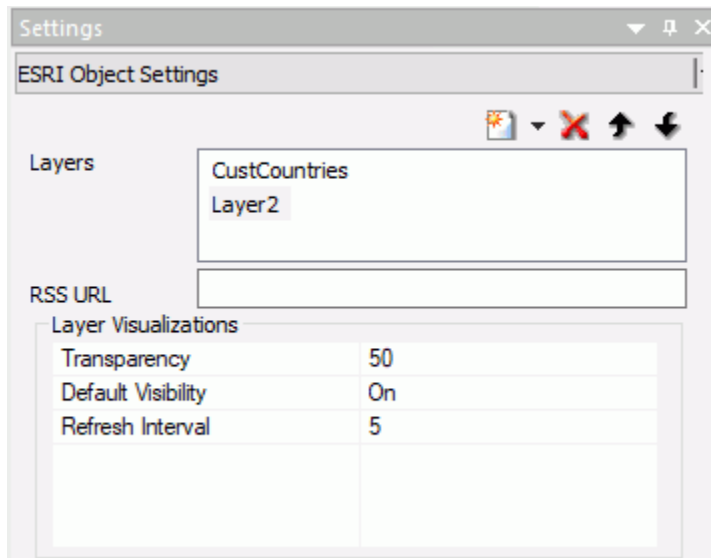 Settings
ESRI Object Settings
Layers
CustCountries
Layer2
RSS URL
Layer Visualizations
Transparency 50
Default Visibility On
Refresh Interval 5